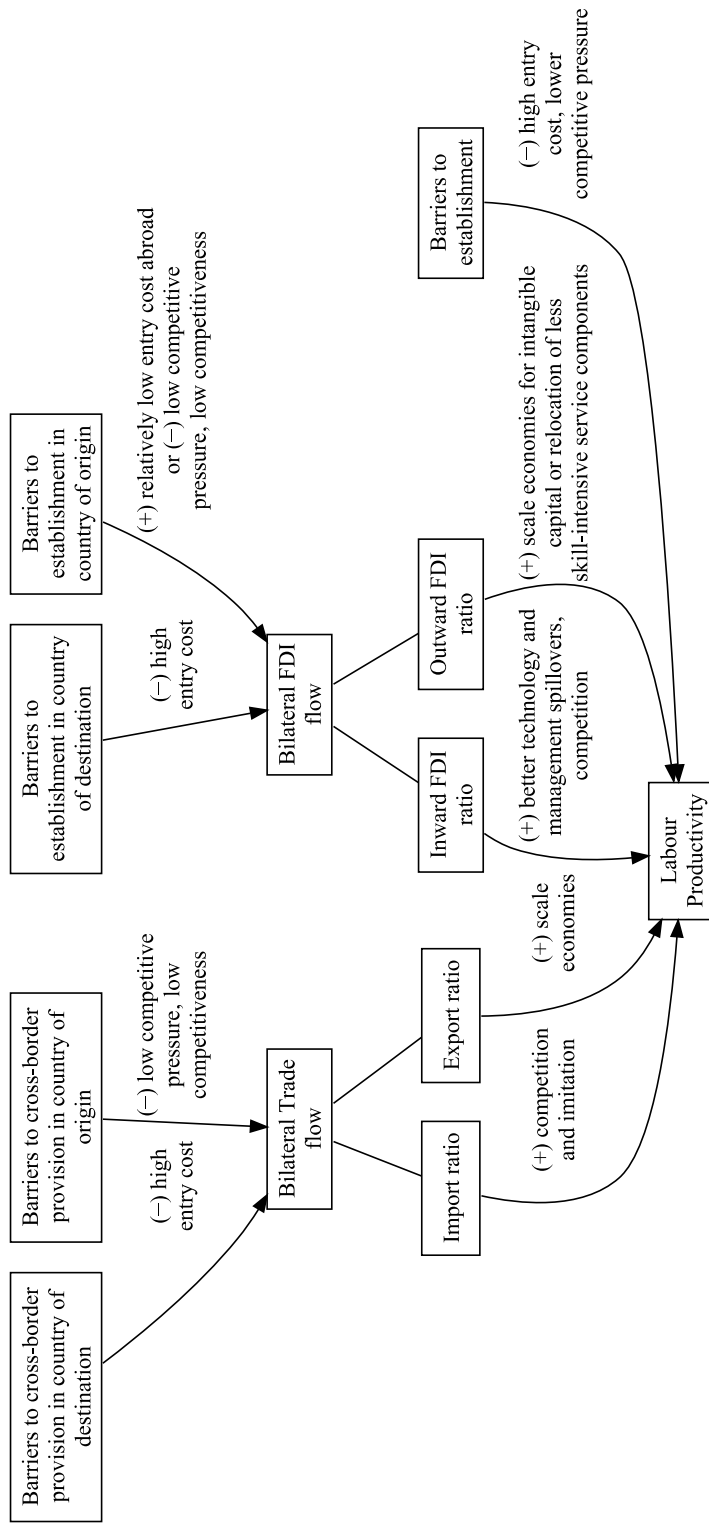 Barriers to cross-border
provision in country of
destination
Barriers to cross-border
provision in country of
origin
Barriers to
establishment in country
of destination
Barriers to
establishment in
country of origin
(−) high
entry cost
(−) low competitive
pressure, low
competitiveness
(−) high
entry cost
(+) relatively low entry cost abroad
or (−) low competitive
pressure, low competitiveness
Bilateral Trade
flow
Bilateral FDI
flow
Import ratio
Export ratio
Inward FDI
ratio
Outward FDI
ratio
Barriers to
establishment
(+) competition
and imitation
(+) scale
economies
(+) better technology and
management spillovers,
competition
(+) scale economies for intangible
capital or relocation of less
skill-intensive service components
(−) high entry
cost, lower
competitive pressure
Labour
Productivity